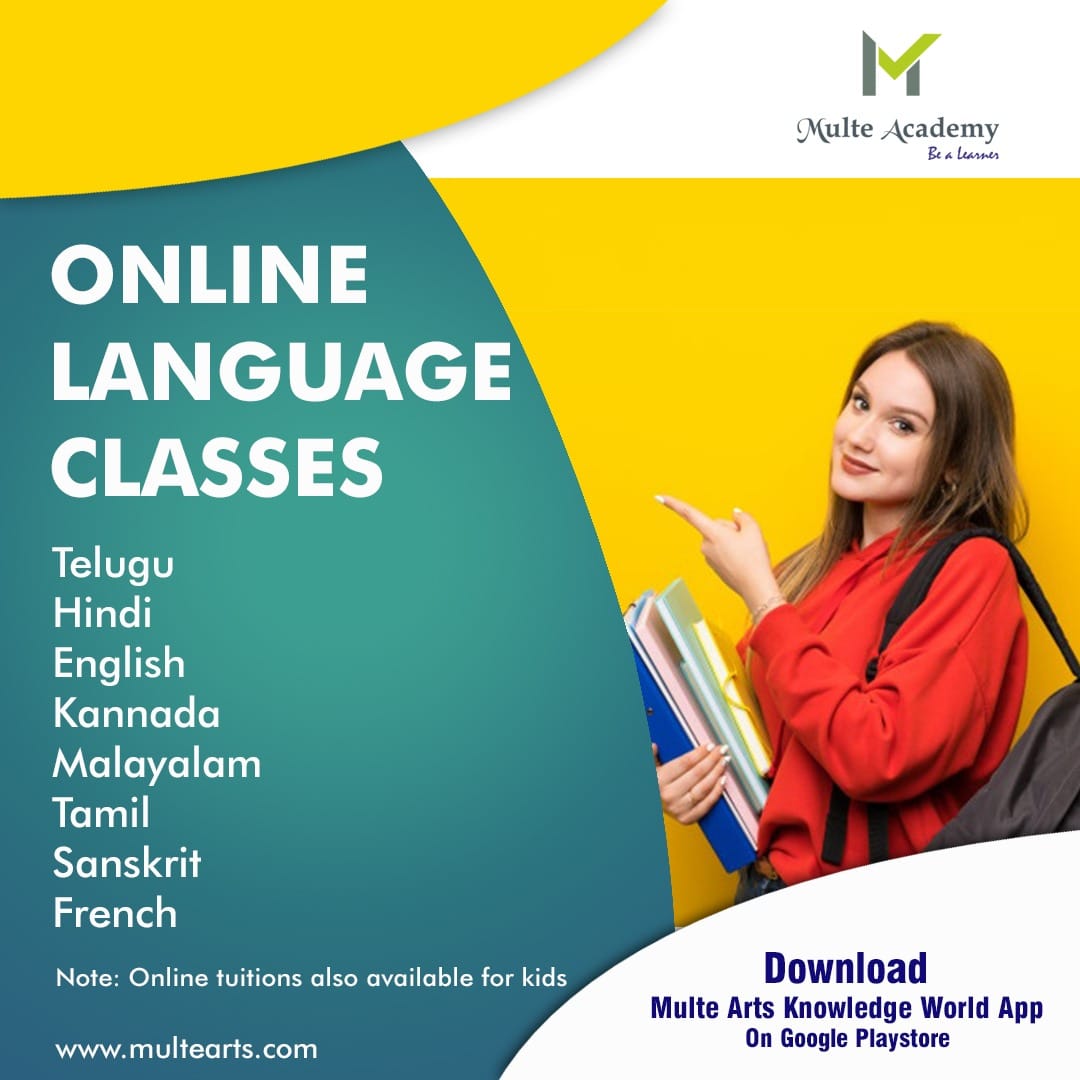 Multe Academy
Be a Learner
ONLINE
LANGUAGE
CLASSES
Telugu
Hindi
English
Kannada
Malayalam
Tamil
Sanskrit
French
Note: Online tuitions also available for kids
www.multearts.com
Download
Multe Arts Knowledge World App
On Google Playstore